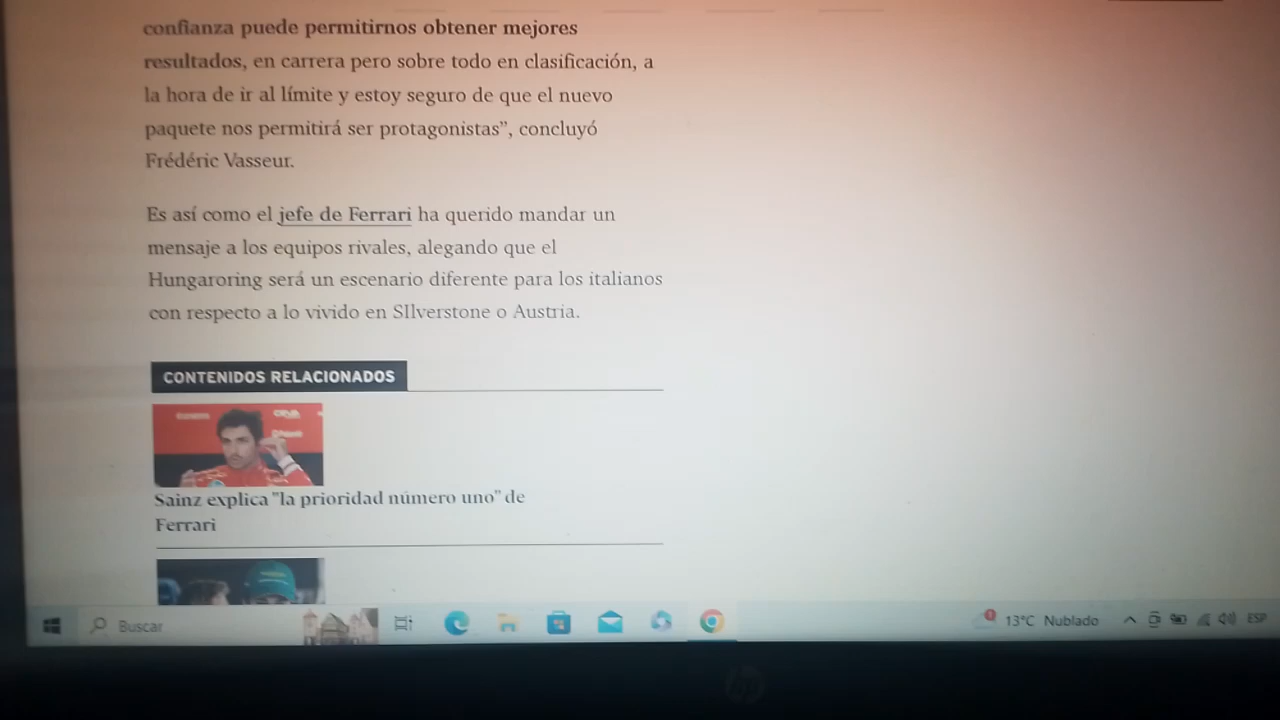 confianza puede permitirnos obtener mejores
resultados, en carrera pero sobre todo en clasificación, a
la hora de ir al límite y estoy seguro de que el nuevo
paquete nos permitirá ser protagonistas”, concluyó
Frédéric Vasseur.
Es así como el jefe de Ferrari ha querido mandar un
mensaje a los equipos rivales, alegando que el
Hungaroring será un escenario diferente para los italianos
con respecto a lo vivido en SIlverstone o Austria.
CONTENIDOS RELACIONADOS
Sainz explica "la prioridad número uno" de
Ferrari
Buscar
13°C Nublado
ESP
hp